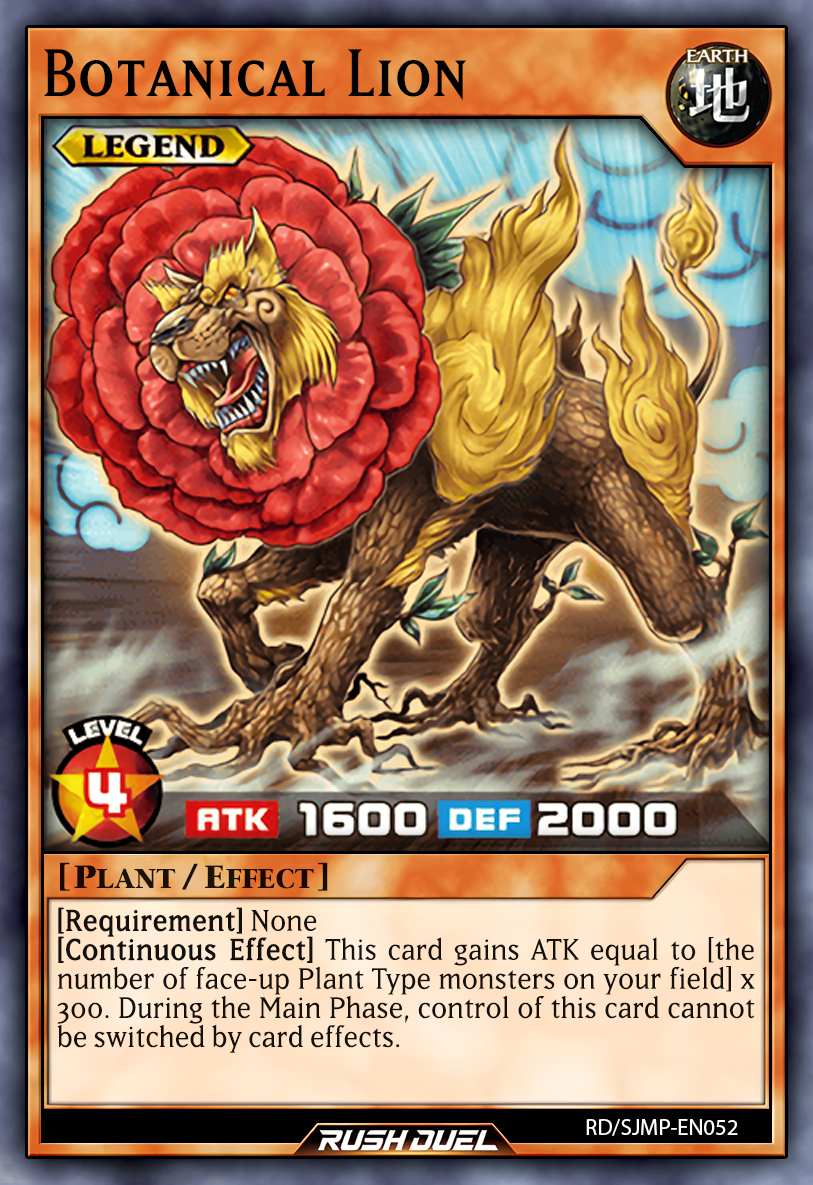 Botanical Lion
EARTH
地
LEGEND
LEVEL
4
ATK 1600 DEF 2000
[Plant / Effect]
[Requirement] None
[Continuous Effect] This card gains ATK equal to [the
number of face-up Plant Type monsters on your field] x
300. During the Main Phase, control of this card cannot
be switched by card effects.
RUSH DUEL
RD/SJMP-EN052